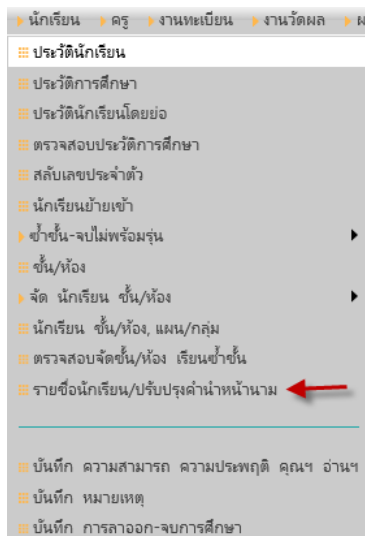 นักเรียน ครู งานทะเบียน งานวัดผล
ประวัตินักเรียน
ประวัติการศึกษา
ประวัตินักเรียนโดยย่อ
ตรวจสอบประวัติการศึกษา
สลับเลขประจำตัว
นักเรียนย้ายเข้า
ซ้ำชั้น-จบไม่พร้อมรุ่น
ชั้น/ห้อง
จัด นักเรียน ชั้น/ห้อง
นักเรียน ชั้น/ห้อง, แผน/กลุ่ม
ตรวจสอบจัดชั้น/ห้อง เรียนซ้ำชั้น
รายชื่อนักเรียน/ปรับปรุงคำนำหน้านาม
บันทึก ความสามารถ ความประพฤติ คุณฯ อ่านฯ
บันทึก หมายเหตุ
บันทึก การลาออก-จบการศึกษา